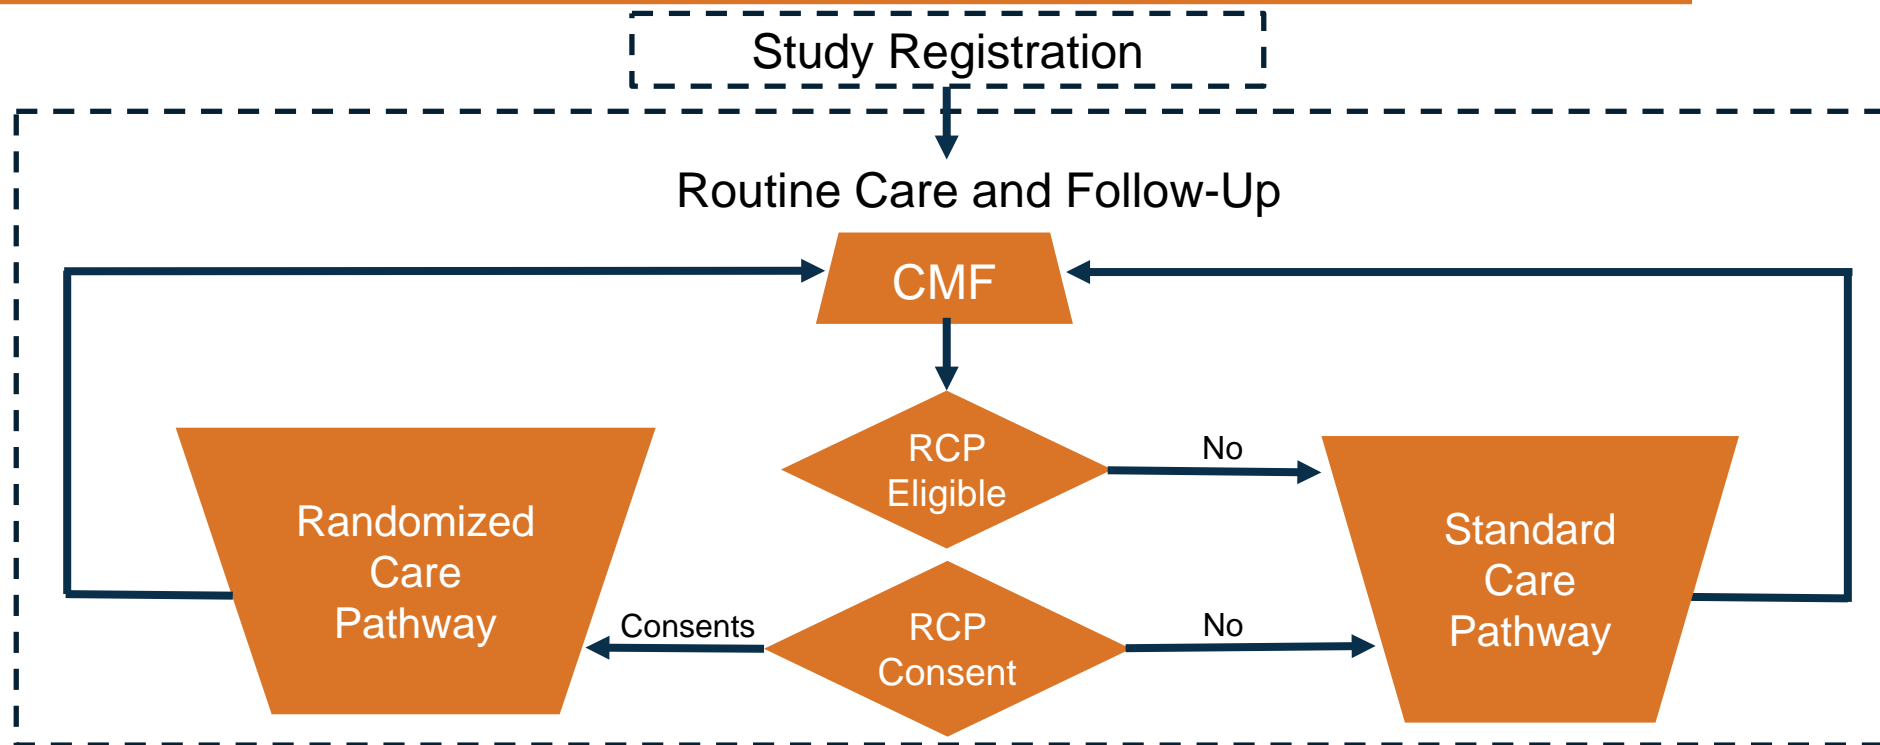 Study Registration
Routine Care and Follow-Up
CMF
RCP
Eligible
No
Randomized
Care
Pathway
Standard
Care
Pathway
Consents
RCP
Consent
No